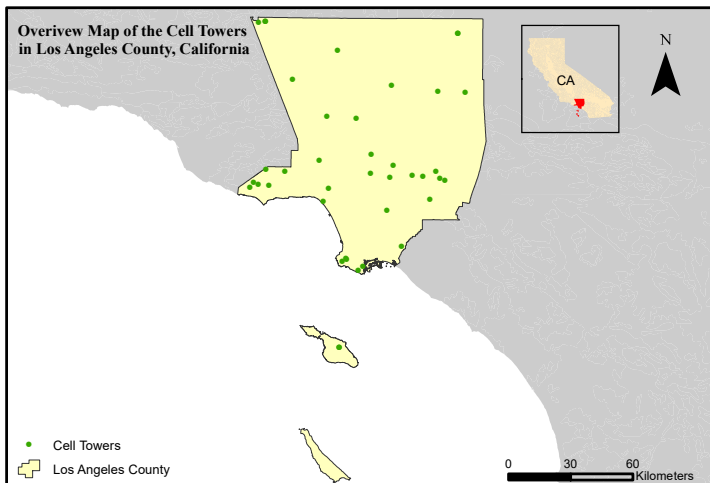 Overivew Map of the Cell Towers
in Los Angeles County, California
CA
N
Cell Towers
Los Angeles County
0 30 60
Kilometers